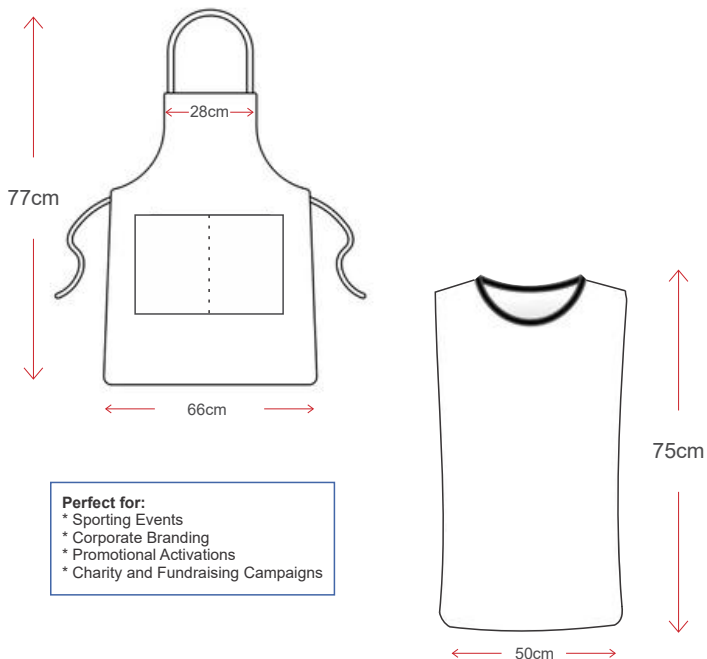 28cm
77cm
66cm
75cm
Perfect for:
* Sporting Events
* Corporate Branding
* Promotional Activations
* Charity and Fundraising Campaigns
50cm